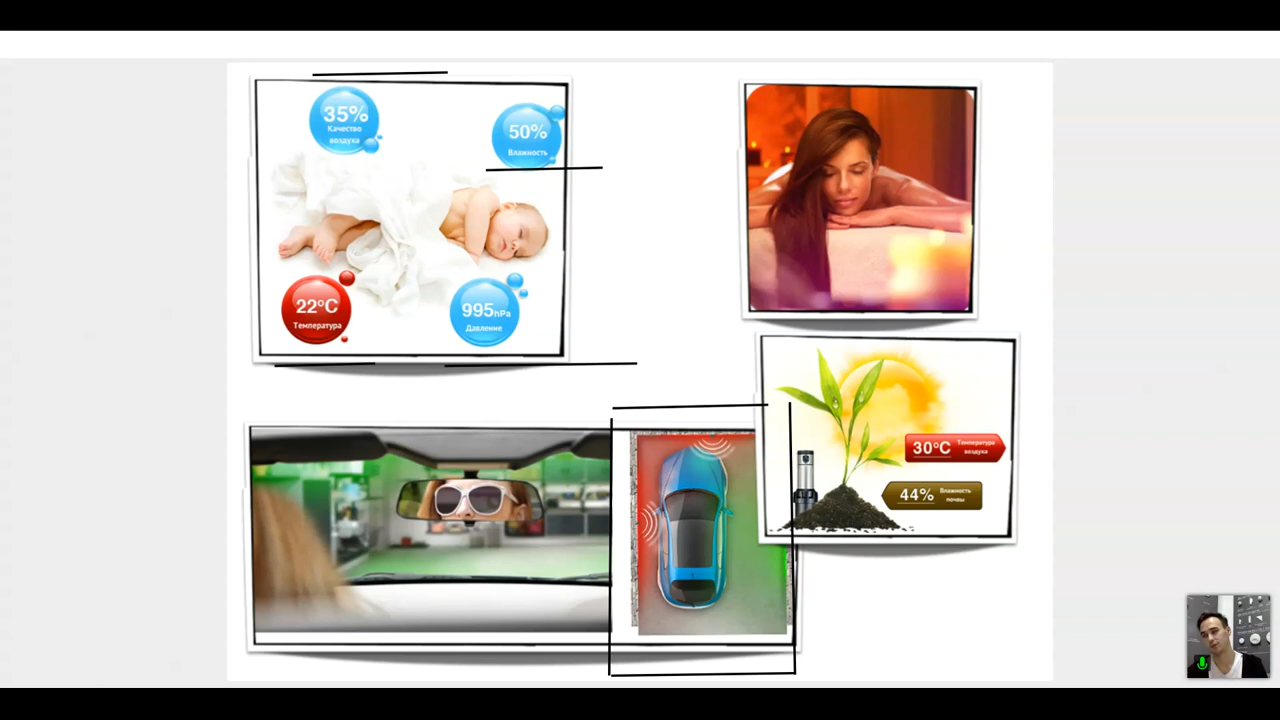 35%
Качество
воздуха
50%
Влажность
22°C
Температура
995hPa
Давление
30°C
Температура
воздуха
44%
Влажность
почвы